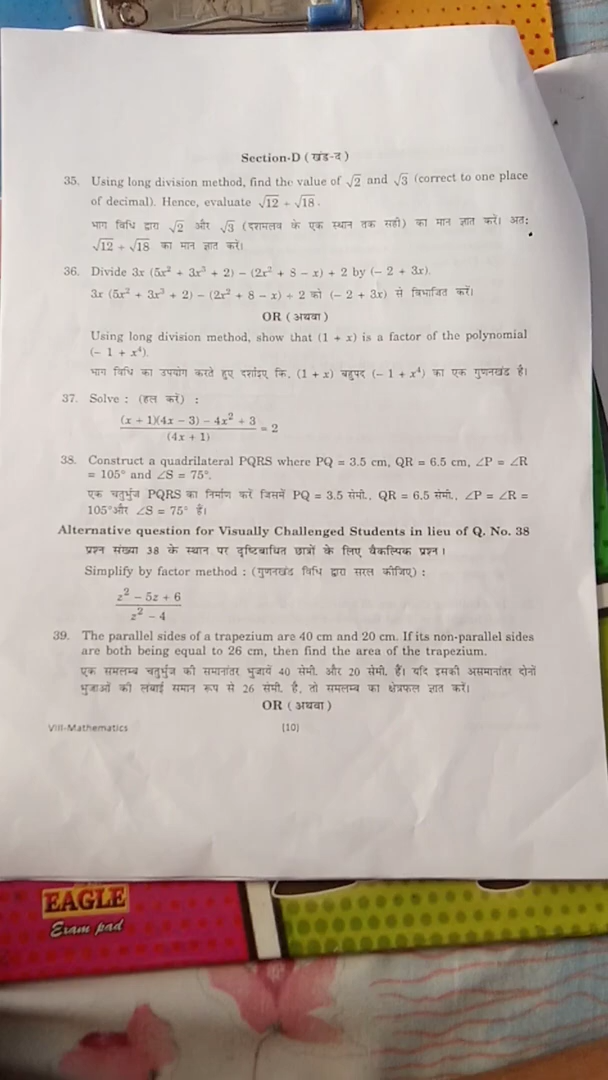 EAGLE
Section-D ( खंड-द )
35. Using long division method, find the value of √2 and √3 (correct to one place
of decimal). Hence, evaluate √12 + √18.
भाग विधि द्वारा √2 और √3 (दशमलव के एक स्थान तक सही) का मान ज्ञात करें। अतः
√12 + √18 का मान ज्ञात करें।
36. Divide 3x (5x² + 3x³ + 2) − (2x² + 8 − x) + 2 by (− 2 + 3x).
3x (5x² + 3x³ + 2) − (2x² + 8 − x) + 2 को (− 2 + 3x) से विभाजित करें।
OR ( अथवा )
Using long division method, show that (1 + x) is a factor of the polynomial
(− 1 + x⁴).
भाग विधि का उपयोग करते हुए दर्शाइए कि, (1 + x) बहुपद (− 1 + x⁴) का एक गुणनखंड है।
37. Solve : (हल करें) :
(x + 1)(4x − 3) − 4x² + 3
= 2
(4x + 1)
38. Construct a quadrilateral PQRS where PQ = 3.5 cm, QR = 6.5 cm, ∠P = ∠R
= 105° and ∠S = 75°.
एक चतुर्भुज PQRS का निर्माण करें जिसमें PQ = 3.5 सेमी., QR = 6.5 सेमी., ∠P = ∠R =
105°और ∠S = 75° है।
Alternative question for Visually Challenged Students in lieu of Q. No. 38
प्रश्न संख्या 38 के स्थान पर दृष्टिबाधित छात्रों के लिए वैकल्पिक प्रश्न ।
Simplify by factor method : (गुणनखंड विधि द्वारा सरल कीजिए) :
z² − 5z + 6
z² − 4
39. The parallel sides of a trapezium are 40 cm and 20 cm. If its non-parallel sides
are both being equal to 26 cm, then find the area of the trapezium.
एक समलम्ब चतुर्भुज की समानांतर भुजायें 40 सेमी. और 20 सेमी. हैं। यदि इसकी असमानांतर दोनों
भुजाओं की लंबाई समान रूप से 26 सेमी. है, तो समलम्ब का क्षेत्रफल ज्ञात करें।
OR ( अथवा )
VIII-Mathematics (10)
EAGLE
Exam pad